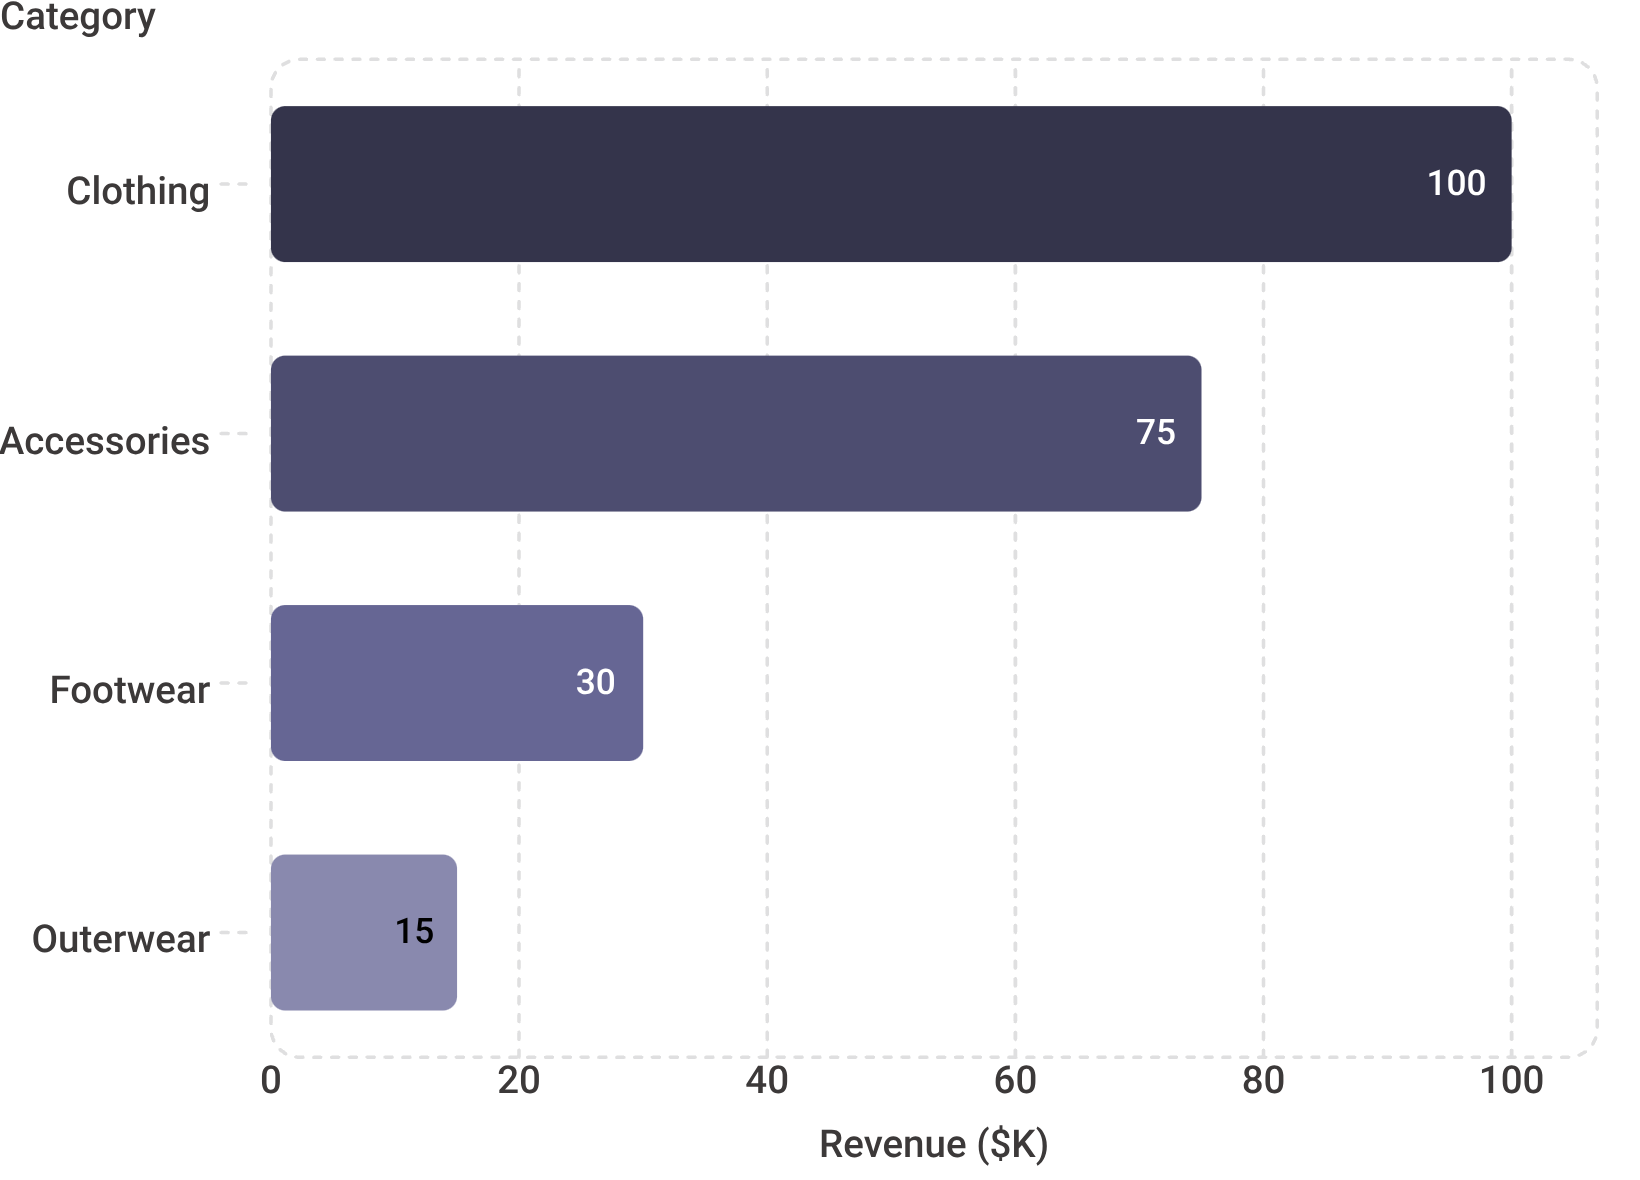 Category
Clothing
100
Accessories
75
Footwear
30
Outerwear
15
0 20 40 60 80 100
Revenue ($K)